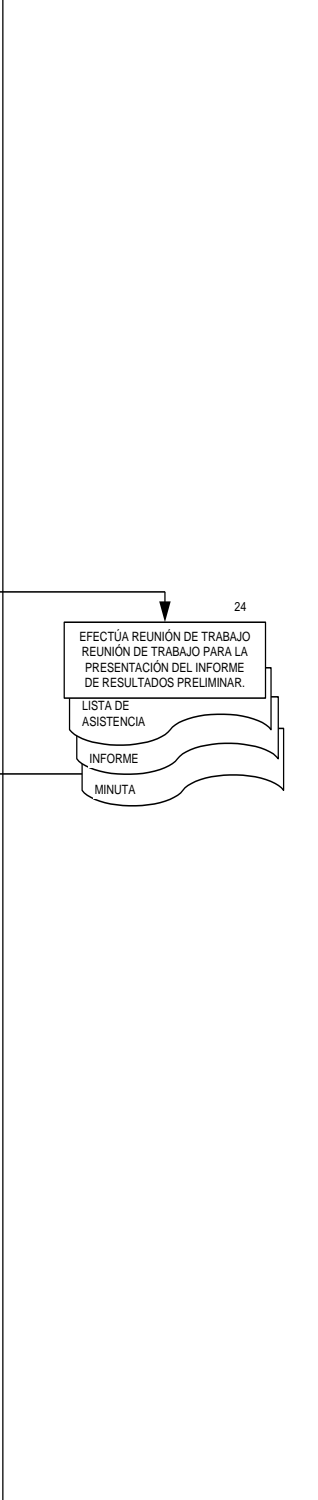 24
EFECTÚA REUNIÓN DE TRABAJO
REUNIÓN DE TRABAJO PARA LA
PRESENTACIÓN DEL INFORME
DE RESULTADOS PRELIMINAR.
LISTA DE
ASISTENCIA
INFORME
MINUTA